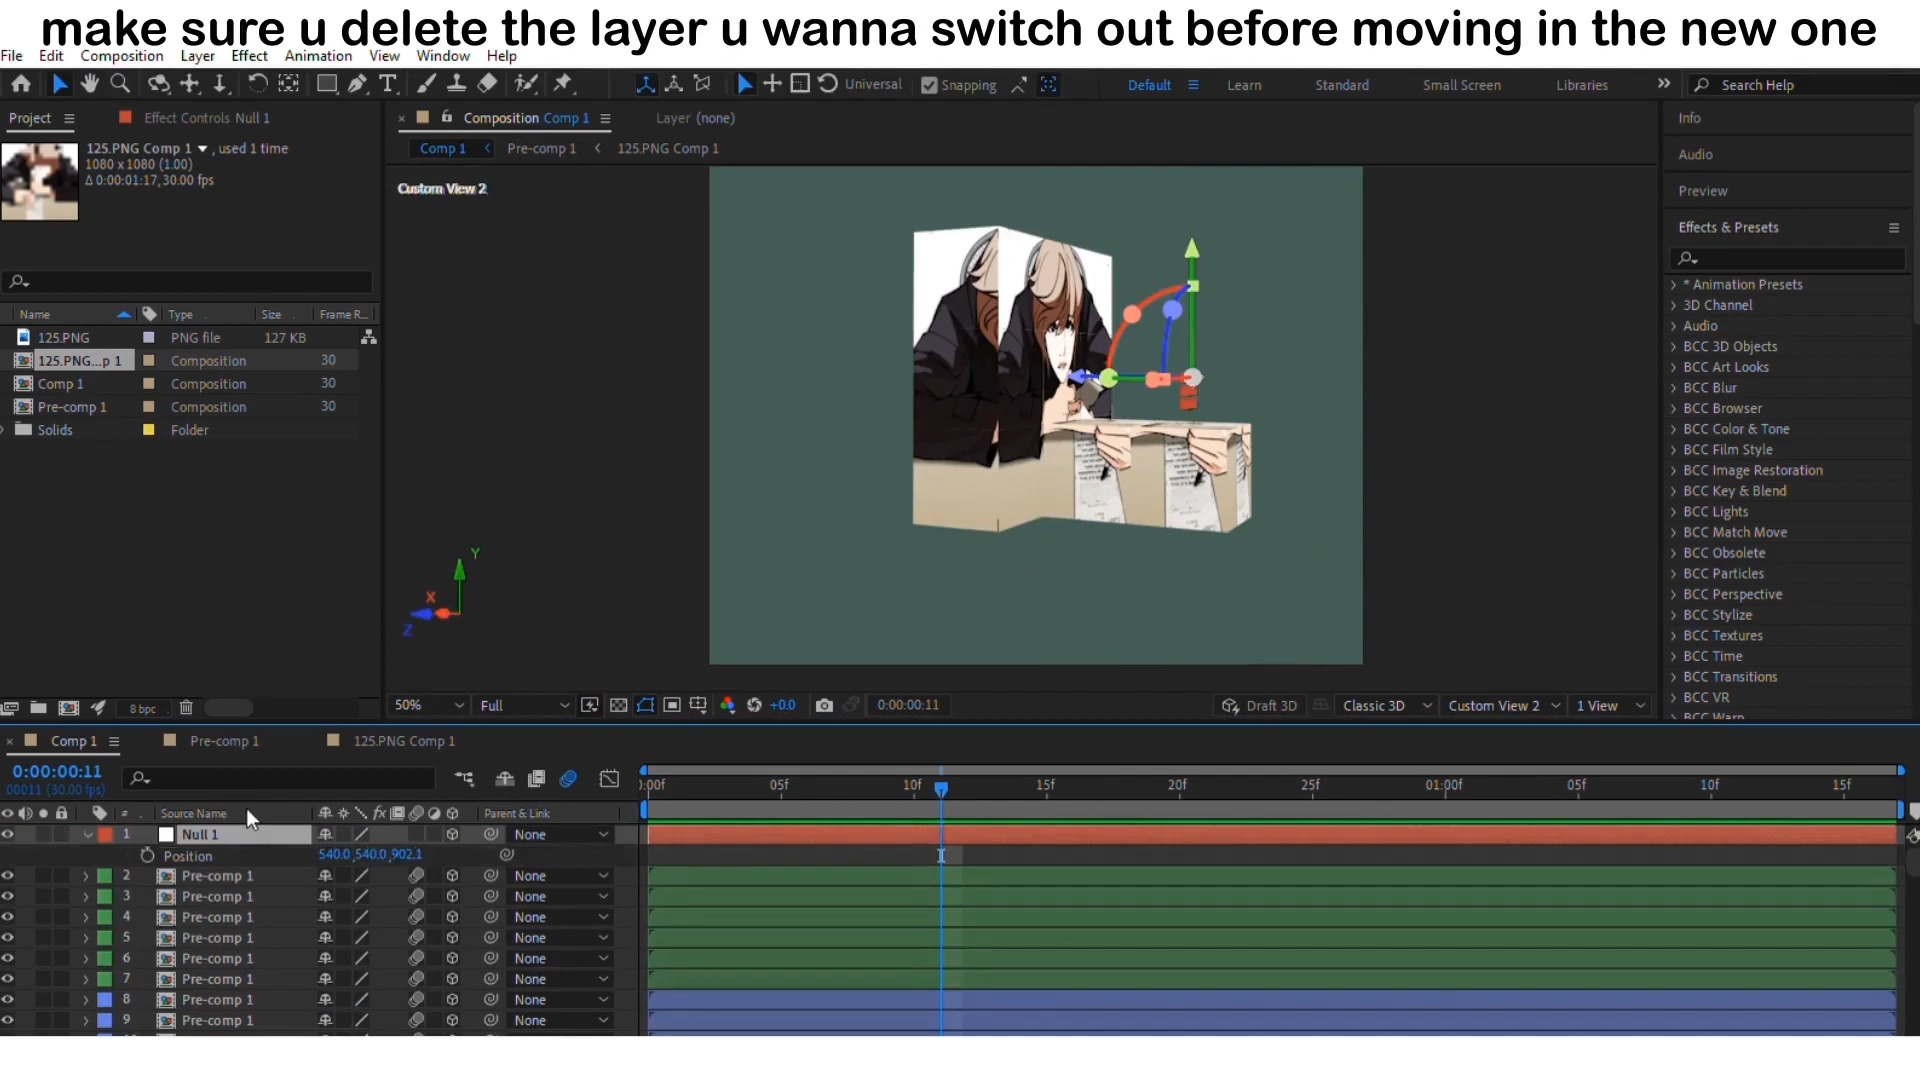 make sure u delete the layer u wanna switch out before moving in the new one
File Edit Composition Layer Effect Animation View Window Help
Universal Snapping Default Learn Standard Small Screen Libraries Search Help
Project Effect Controls Null 1
125.PNG Comp 1 , used 1 time
1080 x 1080 (1.00)
Δ 0:00:01:17, 30.00 fps
Name Type Size Frame R...
125.PNG PNG file 127 KB
125.PNG...p 1 Composition 30
Comp 1 Composition 30
Pre-comp 1 Composition 30
Solids Folder
8 bpc
Composition Comp 1 Layer (none)
Comp 1 Pre-comp 1 125.PNG Comp 1
Custom View 2
Y
X
Z
50% Full +0.0 0:00:00:11 Draft 3D Classic 3D Custom View 2 1 View
Info
Audio
Preview
Effects & Presets
* Animation Presets
3D Channel
Audio
BCC 3D Objects
BCC Art Looks
BCC Blur
BCC Browser
BCC Color & Tone
BCC Film Style
BCC Image Restoration
BCC Key & Blend
BCC Lights
BCC Match Move
BCC Obsolete
BCC Particles
BCC Perspective
BCC Stylize
BCC Textures
BCC Time
BCC Transitions
BCC VR
BCC Warp
Comp 1 Pre-comp 1 125.PNG Comp 1
0:00:00:11
00011 (30.00 fps)
):00f 05f 10f 15f 20f 25f 01:00f 05f 10f 15f
# Source Name fx Parent & Link
1 Null 1 None
Position 540.0,540.0,902.1
2 Pre-comp 1 None
3 Pre-comp 1 None
4 Pre-comp 1 None
5 Pre-comp 1 None
6 Pre-comp 1 None
7 Pre-comp 1 None
8 Pre-comp 1 None
9 Pre-comp 1 None